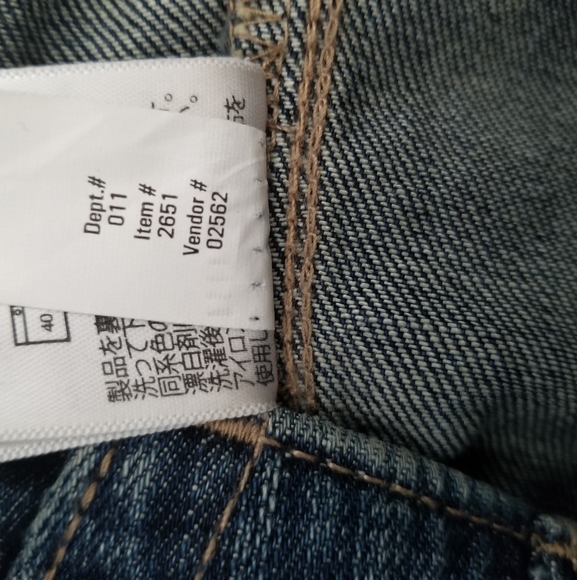 Dept.#
011
Item #
2651
Vendor #
02562
40
製品を裏
洗って下
同系色の
漂白剤
洗濯後
アイロ
使用し